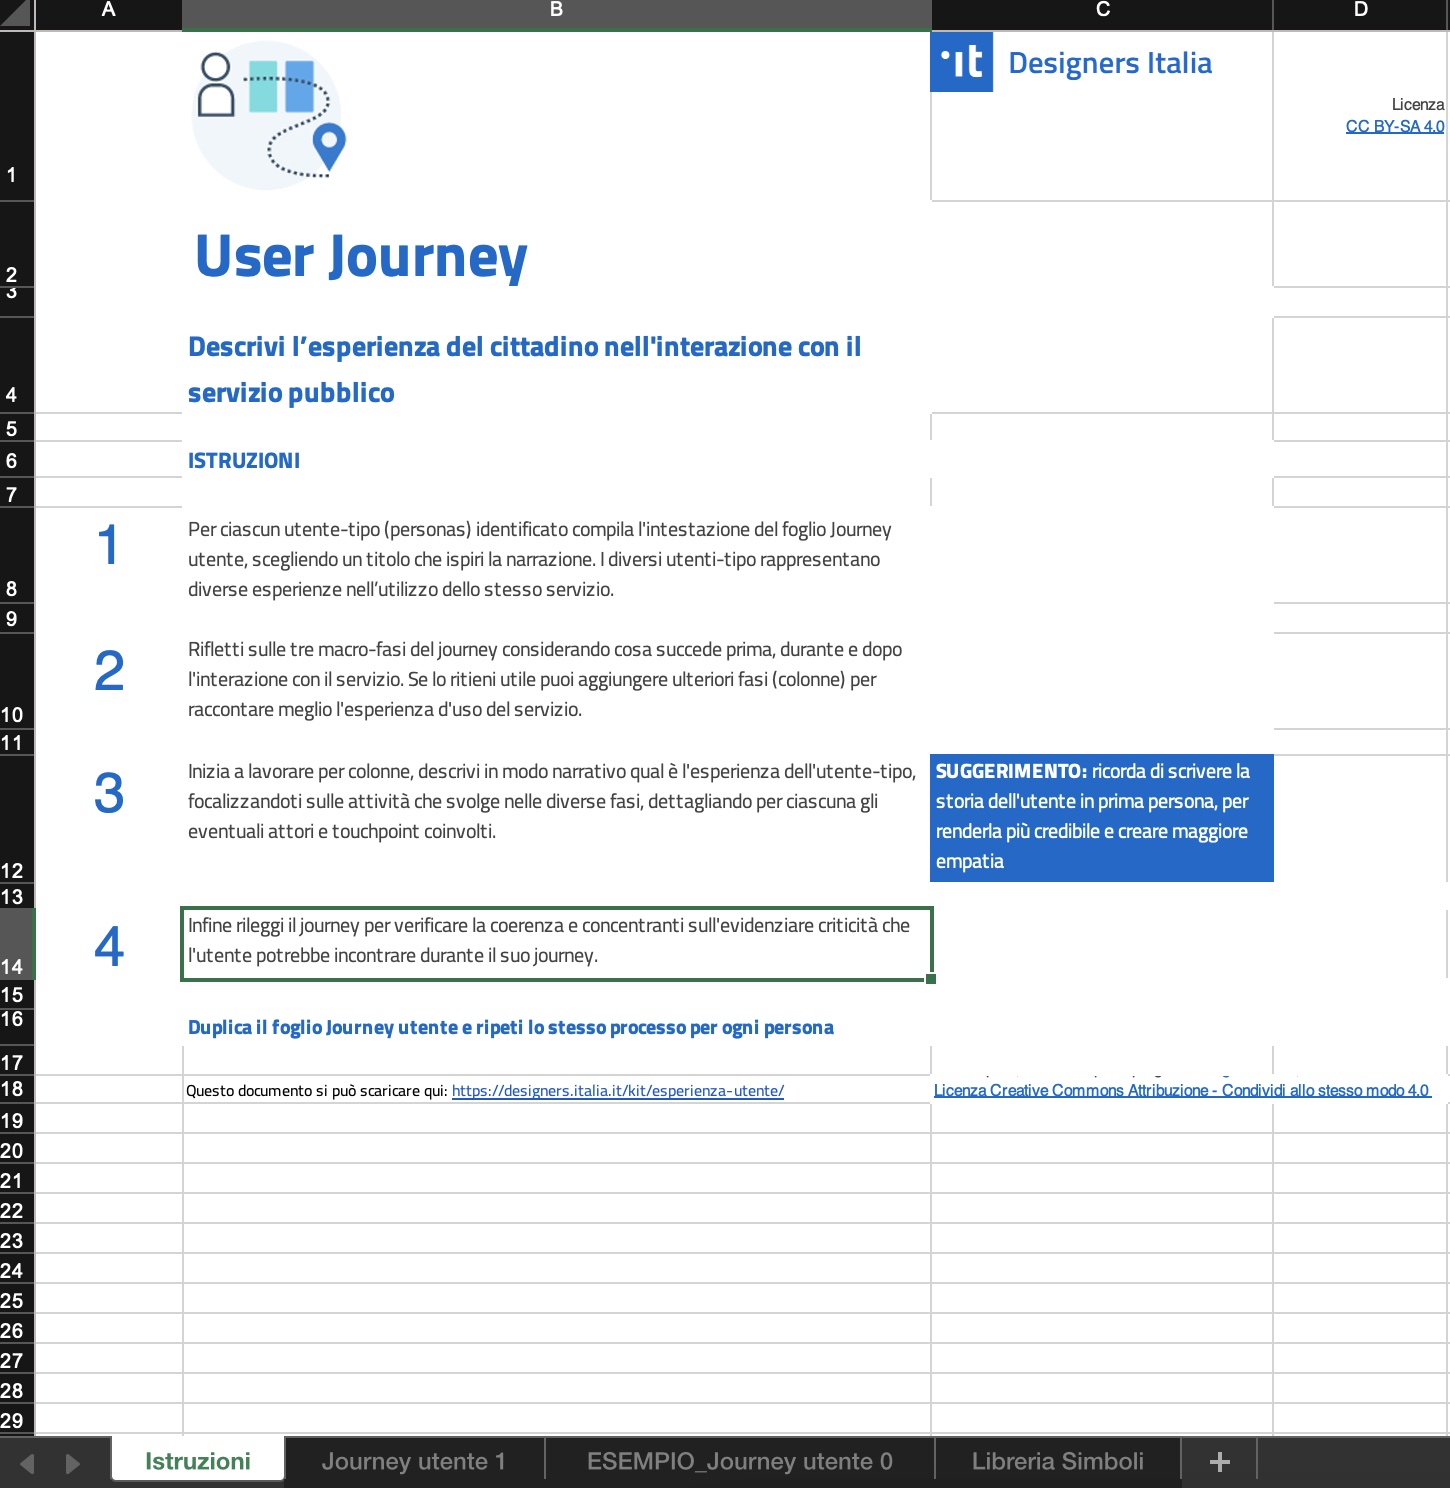 A B C D
Designers Italia
Licenza
CC BY-SA 4.0
1
User Journey
2
3
Descrivi l’esperienza del cittadino nell'interazione con il
servizio pubblico
4
5
ISTRUZIONI
6
7
1
Per ciascun utente-tipo (personas) identificato compila l'intestazione del foglio Journey
utente, scegliendo un titolo che ispiri la narrazione. I diversi utenti-tipo rappresentano
diverse esperienze nell’utilizzo dello stesso servizio.
8
9
2
Rifletti sulle tre macro-fasi del journey considerando cosa succede prima, durante e dopo
l'interazione con il servizio. Se lo ritieni utile puoi aggiungere ulteriori fasi (colonne) per
raccontare meglio l'esperienza d'uso del servizio.
10
11
3
Inizia a lavorare per colonne, descrivi in modo narrativo qual è l'esperienza dell'utente-tipo,
focalizzandoti sulle attività che svolge nelle diverse fasi, dettagliando per ciascuna gli
eventuali attori e touchpoint coinvolti.
SUGGERIMENTO: ricorda di scrivere la
storia dell'utente in prima persona, per
renderla più credibile e creare maggiore
empatia
12
13
4
Infine rileggi il journey per verificare la coerenza e concentranti sull'evidenziare criticità che
l'utente potrebbe incontrare durante il suo journey.
14
15
16
Duplica il foglio Journey utente e ripeti lo stesso processo per ogni persona
17
18
Questo documento si può scaricare qui: https://designers.italia.it/kit/esperienza-utente/
Licenza Creative Commons Attribuzione - Condividi allo stesso modo 4.0
19
20
21
22
23
24
25
26
27
28
29
Istruzioni
Journey utente 1
ESEMPIO_Journey utente 0
Libreria Simboli
+